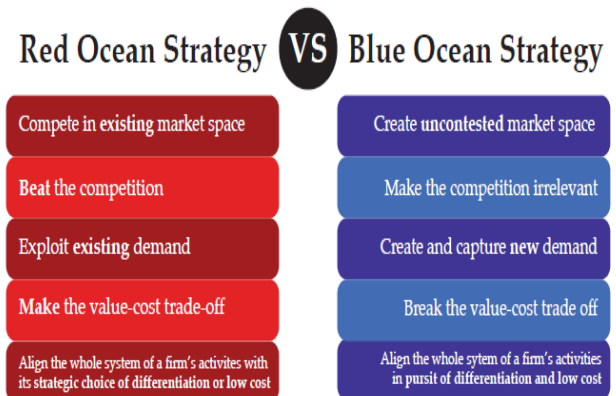 Red Ocean Strategy VS Blue Ocean Strategy
Compete in existing market space
Create uncontested market space
Beat the competition
Make the competition irrelevant
Exploit existing demand
Create and capture new demand
Make the value-cost trade-off
Break the value-cost trade off
Align the whole system of a firm's activites with
its strategic choice of differentiation or low cost
Align the whole sytem of a firm's activities
in pursit of differentiation and low cost